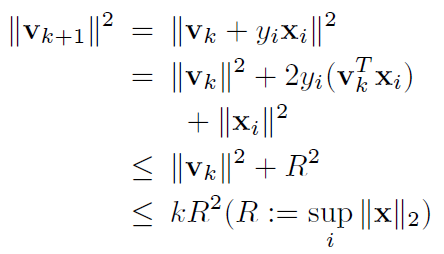 ‖v_{k+1}‖² = ‖v_k + y_i x_i‖²
= ‖v_k‖² + 2y_i(v_k^T x_i)
+ ‖x_i‖²
≤ ‖v_k‖² + R²
≤ kR²(R := sup_i ‖x‖₂)